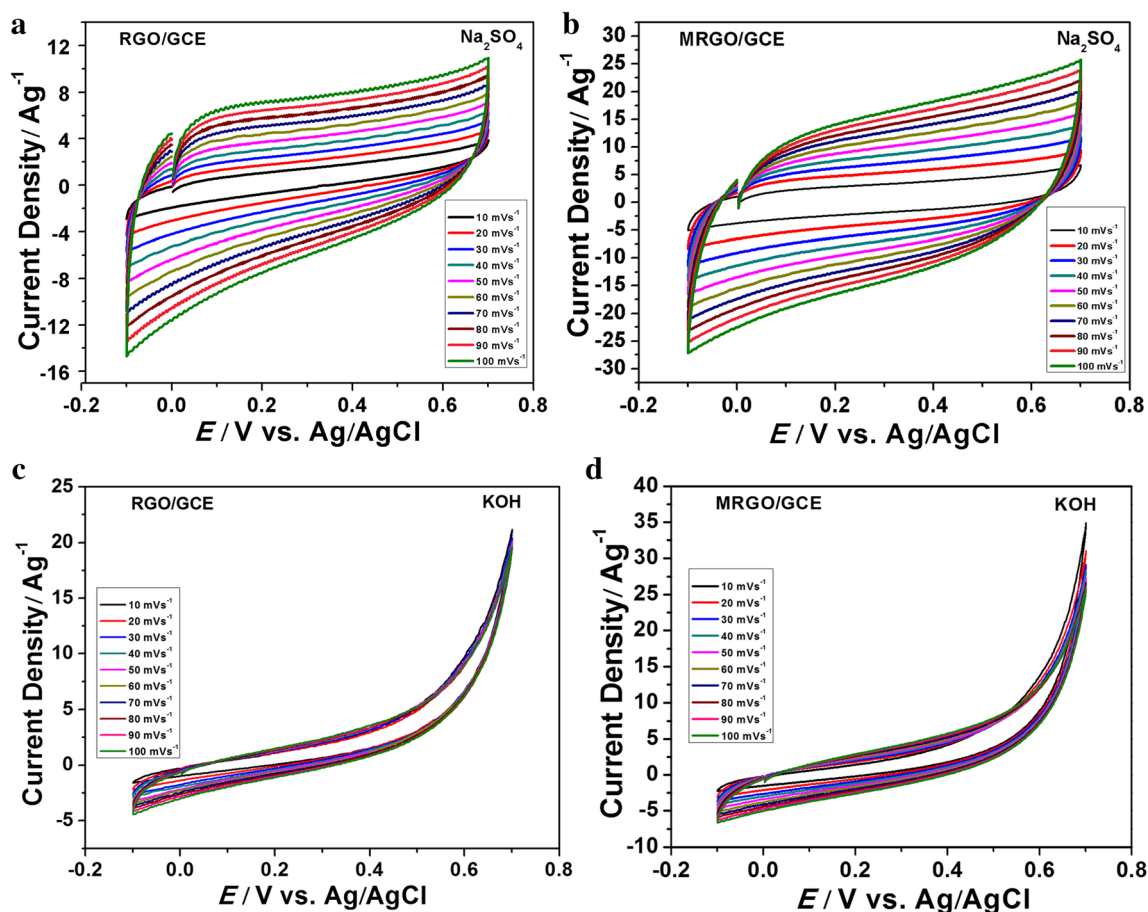 a
RGO/GCE
Na₂SO₄
Current Density/ Ag⁻¹
12
8
4
0
-4
-8
-12
-16
10 mVs⁻¹
20 mVs⁻¹
30 mVs⁻¹
40 mVs⁻¹
50 mVs⁻¹
60 mVs⁻¹
70 mVs⁻¹
80 mVs⁻¹
90 mVs⁻¹
100 mVs⁻¹
-0.2 0.0 0.2 0.4 0.6 0.8
E / V vs. Ag/AgCl
b
MRGO/GCE
Na₂SO₄
Current Density/ Ag⁻¹
30
25
20
15
10
5
0
-5
-10
-15
-20
-25
-30
10 mVs⁻¹
20 mVs⁻¹
30 mVs⁻¹
40 mVs⁻¹
50 mVs⁻¹
60 mVs⁻¹
70 mVs⁻¹
80 mVs⁻¹
90 mVs⁻¹
100 mVs⁻¹
-0.2 0.0 0.2 0.4 0.6 0.8
E / V vs. Ag/AgCl
c
RGO/GCE
KOH
Current Density/ Ag⁻¹
25
20
15
10
5
0
-5
10 mVs⁻¹
20 mVs⁻¹
30 mVs⁻¹
40 mVs⁻¹
50 mVs⁻¹
60 mVs⁻¹
70 mVs⁻¹
80 mVs⁻¹
90 mVs⁻¹
100 mVs⁻¹
-0.2 0.0 0.2 0.4 0.6 0.8
E / V vs. Ag/AgCl
d
MRGO/GCE
KOH
Current Density/ Ag⁻¹
40
35
30
25
20
15
10
5
0
-5
-10
10 mVs⁻¹
20 mVs⁻¹
30 mVs⁻¹
40 mVs⁻¹
50 mVs⁻¹
60 mVs⁻¹
70 mVs⁻¹
80 mVs⁻¹
90 mVs⁻¹
100 mVs⁻¹
-0.2 0.0 0.2 0.4 0.6 0.8
E / V vs. Ag/AgCl